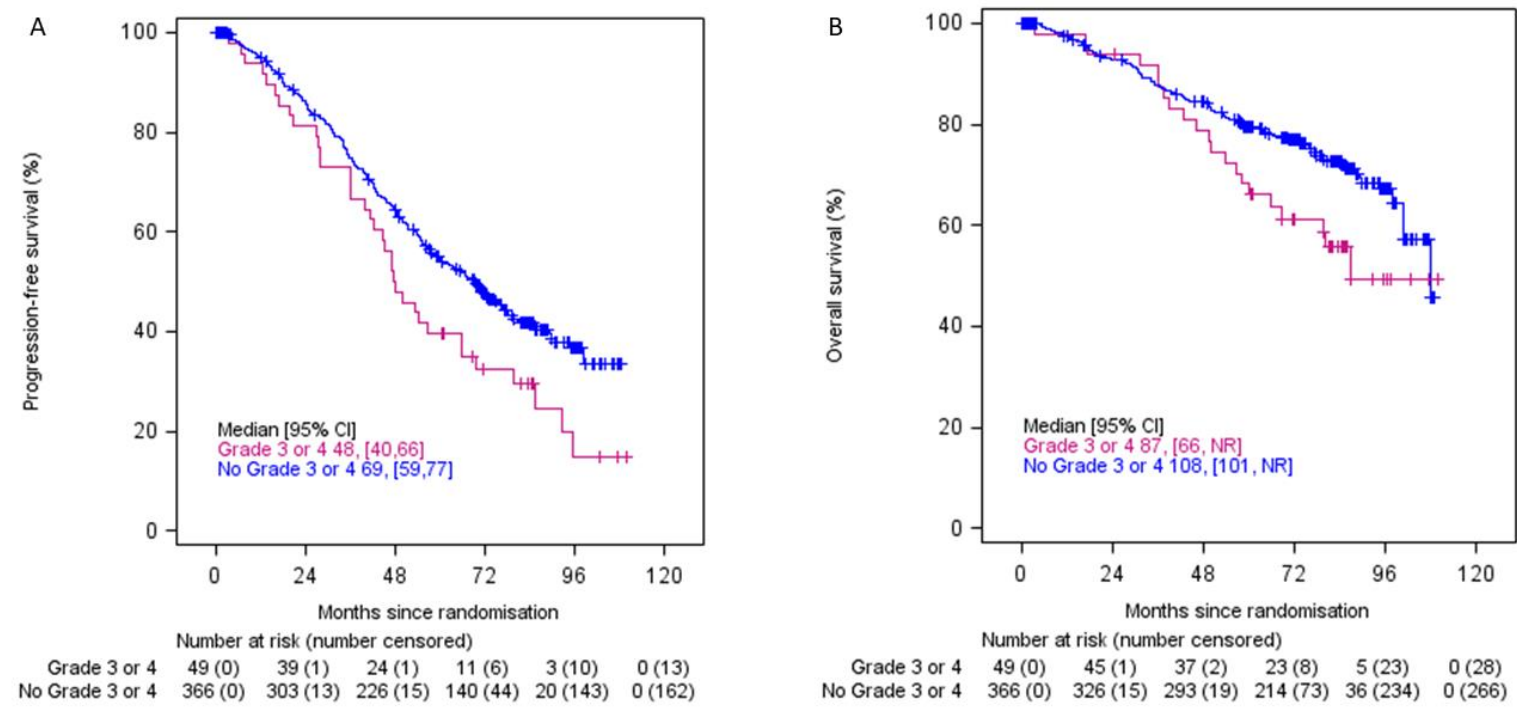 A
Progression-free survival (%)
100
80
60
40
20
0
Median [95% CI]
Grade 3 or 4 48, [40,66]
No Grade 3 or 4 69, [59,77]
0 24 48 72 96 120
Months since randomisation
Number at risk (number censored)
Grade 3 or 4 49 (0) 39 (1) 24 (1) 11 (6) 3 (10) 0 (13)
No Grade 3 or 4 366 (0) 303 (13) 226 (15) 140 (44) 20 (143) 0 (162)
B
Overall survival (%)
100
80
60
40
20
0
Median [95% CI]
Grade 3 or 4 87, [66, NR]
No Grade 3 or 4 108, [101, NR]
0 24 48 72 96 120
Months since randomisation
Number at risk (number censored)
Grade 3 or 4 49 (0) 45 (1) 37 (2) 23 (8) 5 (23) 0 (28)
No Grade 3 or 4 366 (0) 326 (15) 293 (19) 214 (73) 36 (234) 0 (266)